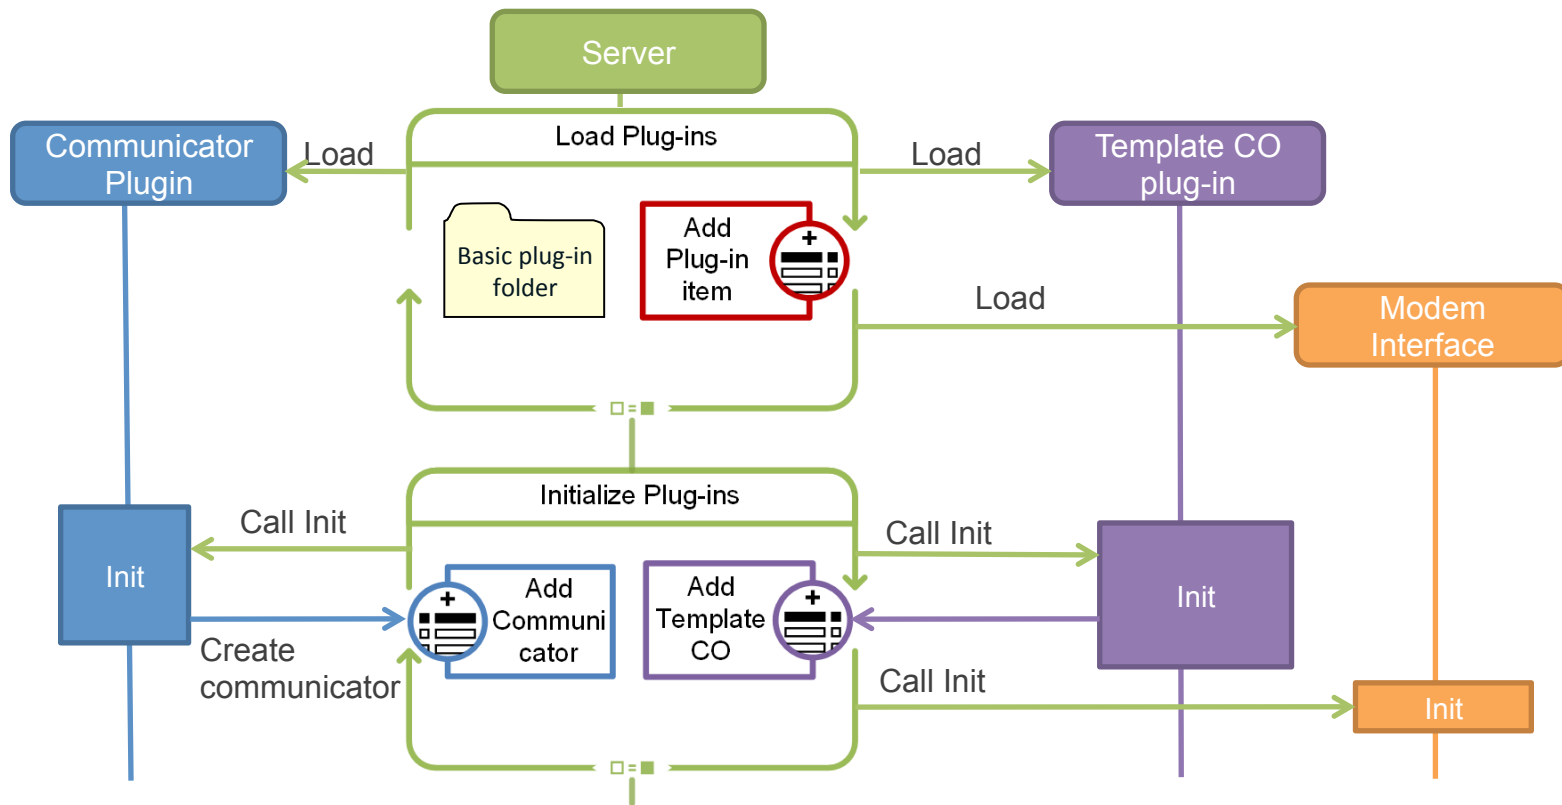 Server
Load Plug-ins
Communicator
Plugin
Load
Load
Template CO
plug-in
Basic plug-in
folder
Add
Plug-in
item
Load
Modem
Interface
Initialize Plug-ins
Call Init
Call Init
Init
Add
Communi
cator
Add
Template
CO
Init
Create
communicator
Call Init
Init